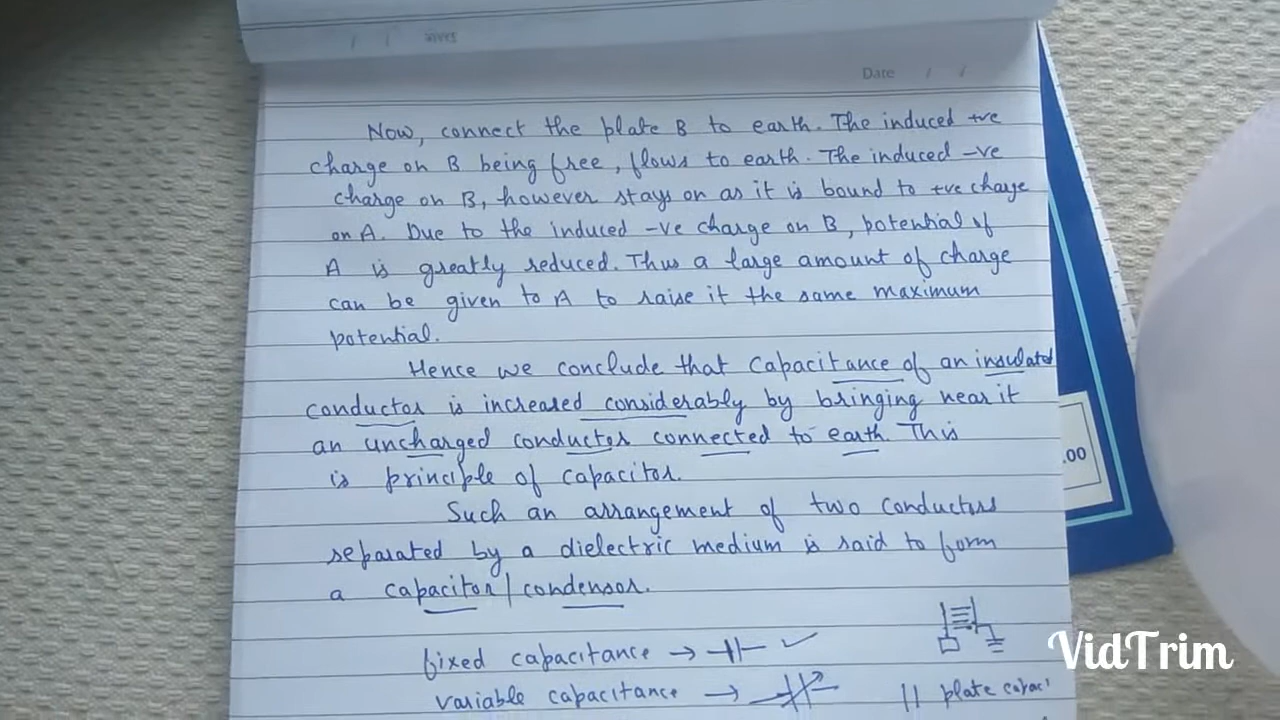 Date / /
Now, connect the plate B to earth. The induced +ve
charge on B being free, flows to earth. The induced -ve
charge on B, however stays on as it is bound to +ve charge
on A. Due to the induced -ve charge on B, potential of
A is greatly reduced. Thus a large amount of charge
can be given to A to raise it the same maximum
potential.
Hence we conclude that capacitance of an insulated
conductor is increased considerably by bringing near it
an uncharged conductor connected to earth. This
is principle of capacitor.
Such an arrangement of two conductors
separated by a dielectric medium is said to form
a capacitor/condensor.
fixed capacitance →
variable capacitance →
|| plate capaci
.00
VidTrim